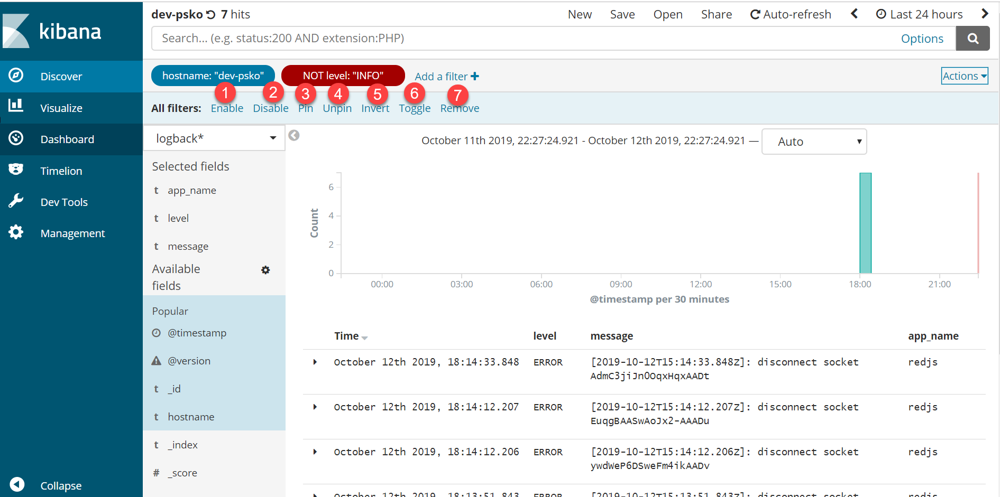 kibana
Discover
Visualize
Dashboard
Timelion
Dev Tools
Management
Collapse
dev-psko 7 hits
New Save Open Share Auto-refresh Last 24 hours
Search... (e.g. status:200 AND extension:PHP) Options
hostname: "dev-psko" NOT level: "INFO" Add a filter Actions
1 2 3 4 5 6 7
All filters: Enable Disable Pin Unpin Invert Toggle Remove
logback*
Selected fields
t app_name
t level
t message
Available
fields
Popular
@timestamp
@version
t _id
t hostname
t _index
# _score
October 11th 2019, 22:27:24.921 - October 12th 2019, 22:27:24.921 — Auto
Count
6
4
2
0
00:00 03:00 06:00 09:00 12:00 15:00 18:00 21:00
@timestamp per 30 minutes
Time level message app_name
October 12th 2019, 18:14:33.848 ERROR [2019-10-12T15:14:33.848Z]: disconnect socket redjs
AdmC3jiJnOOqxHqxAADt
October 12th 2019, 18:14:12.207 ERROR [2019-10-12T15:14:12.207Z]: disconnect socket redjs
EuqgBAASwAoJx2-AAADu
October 12th 2019, 18:14:12.206 ERROR [2019-10-12T15:14:12.206Z]: disconnect socket redjs
ywdWeP6DSweFm4ikAADv
October 12th 2019, 18:13:51.843 ERROR [2019-10-12T15:13:51.843Z]: disconnect socket redjs